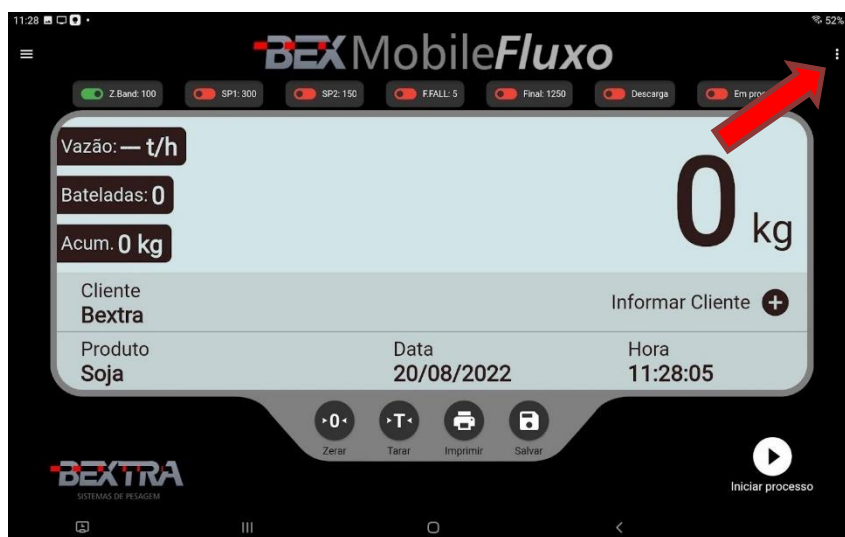 11:28
52%
BEX MobileFluxo
Z.Band: 100
SP1: 300
SP2: 150
F.FALL: 5
Final: 1250
Descarga
Em
Vazão: — t/h
Bateladas: 0
Acum. 0 kg
0 kg
Cliente
Bextra
Informar Cliente
Produto
Soja
Data
20/08/2022
Hora
11:28:05
›0‹
›T‹
Zerar
Tarar
Imprimir
Salvar
BEXTRA
SISTEMAS DE PESAGEM
Iniciar processo